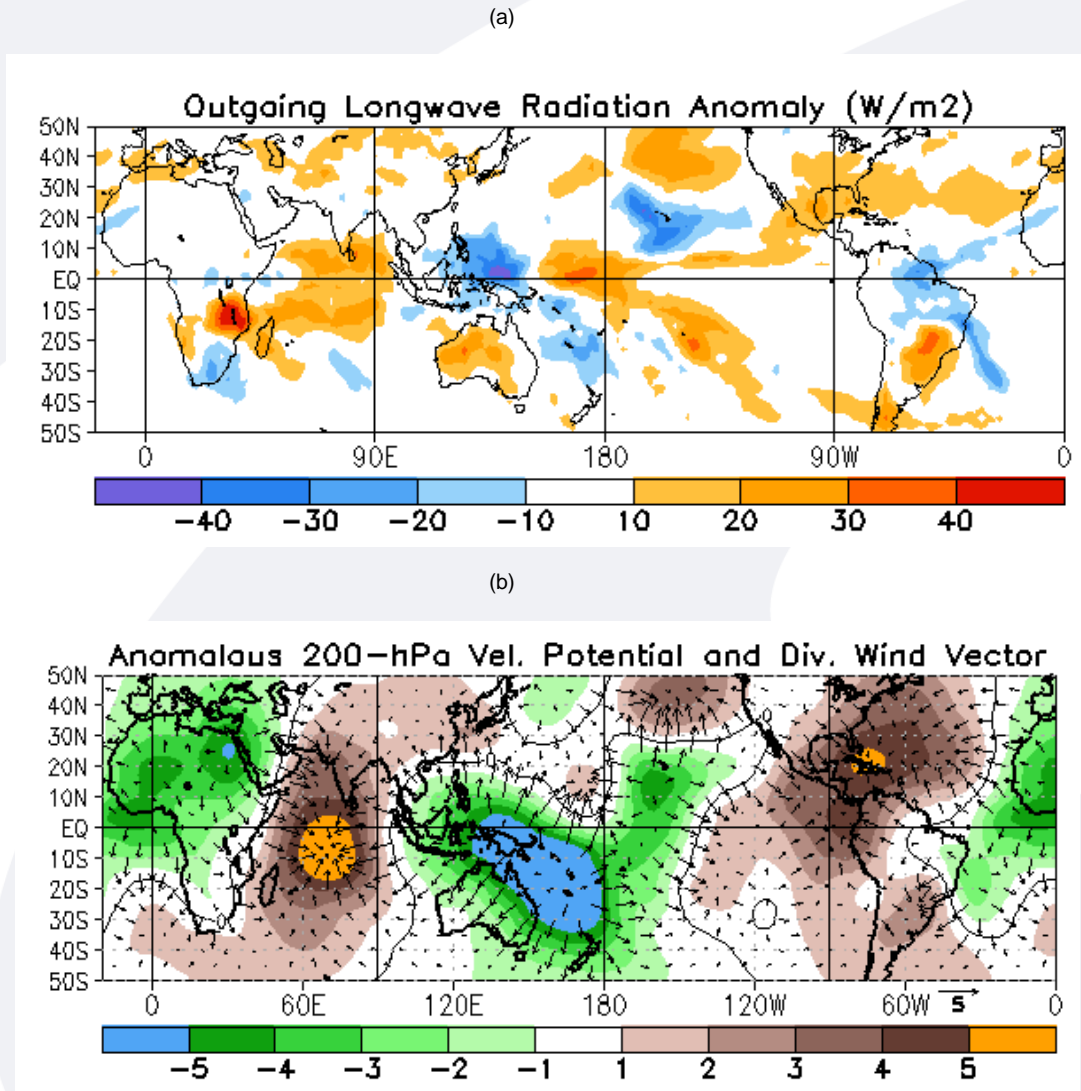 (a)
Outgoing Longwave Radiation Anomaly (W/m2)
50N
40N
30N
20N
10N
EQ
10S
20S
30S
40S
50S
0 90E 180 90W 0
-40 -30 -20 -10 10 20 30 40
(b)
Anomalous 200-hPa Vel. Potential and Div. Wind Vector
50N
40N
30N
20N
10N
EQ
10S
20S
30S
40S
50S
0 60E 120E 180 120W 60W 0
5
-5 -4 -3 -2 -1 1 2 3 4 5